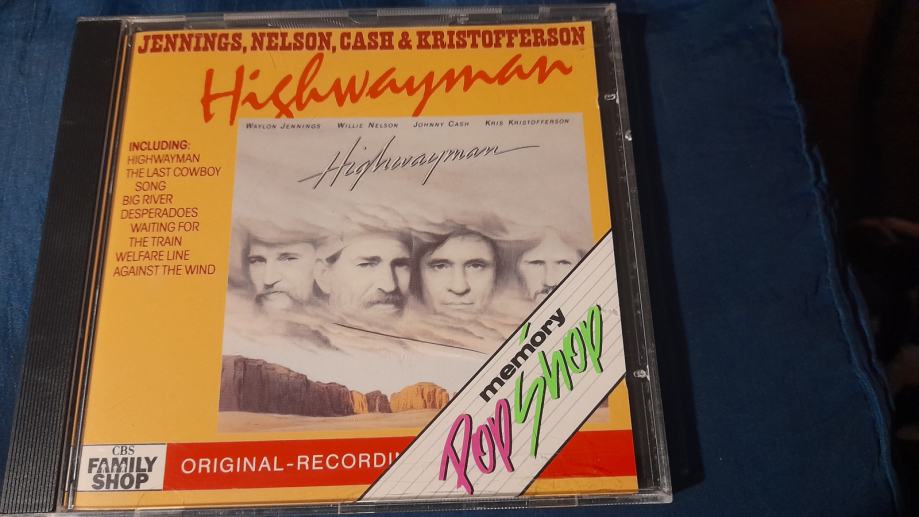 JENNINGS, NELSON, CASH & KRISTOFFERSON
Highwayman
WAYLON JENNINGS WILLIE NELSON JOHNNY CASH KRIS KRISTOFFERSON
Highwayman
INCLUDING:
HIGHWAYMAN
THE LAST COWBOY
SONG
BIG RIVER
DESPERADOES
WAITING FOR
THE TRAIN
WELFARE LINE
AGAINST THE WIND
memory
Pop Shop
CBS
FAMILY
SHOP
ORIGINAL-RECORDIN